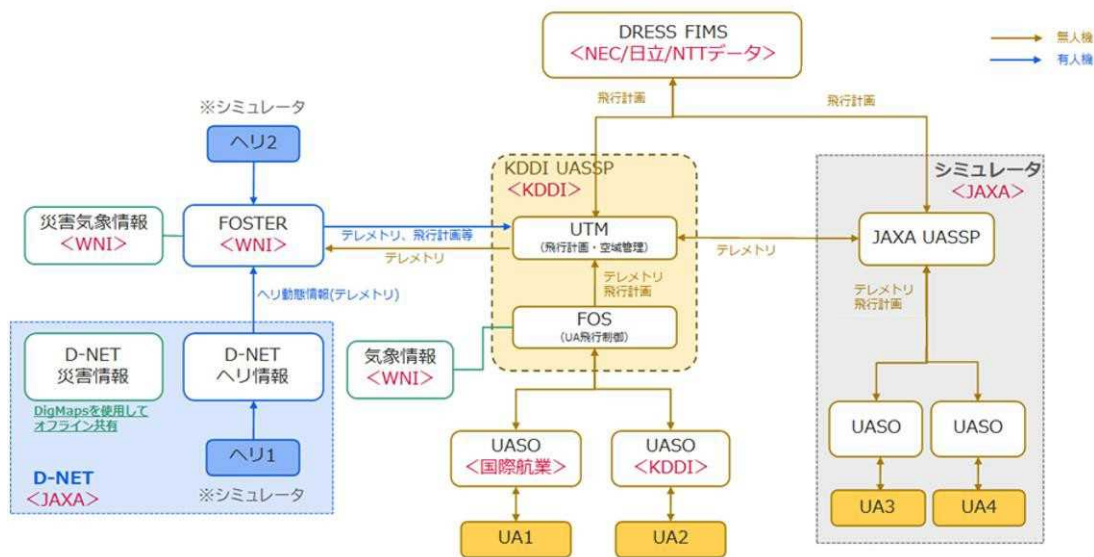 DRESS FIMS
＜NEC/日立/NTTデータ＞
無人機
有人機
飛行計画
飛行計画
※シミュレータ
ヘリ2
KDDI UASSP
＜KDDI＞
シミュレータ
＜JAXA＞
災害気象情報
＜WNI＞
FOSTER
＜WNI＞
テレメトリ、飛行計画等
テレメトリ
UTM
（飛行計画・空域管理）
テレメトリ
JAXA UASSP
テレメトリ
飛行計画
テレメトリ
飛行計画
ヘリ動態情報(テレメトリ)
FOS
（UA飛行制御）
D-NET
災害情報
D-NET
ヘリ情報
気象情報
＜WNI＞
DigMapsを使用して
オフライン共有
UASO
＜国際航業＞
UASO
＜KDDI＞
UASO
UASO
ヘリ1
D-NET
＜JAXA＞
※シミュレータ
UA1
UA2
UA3
UA4